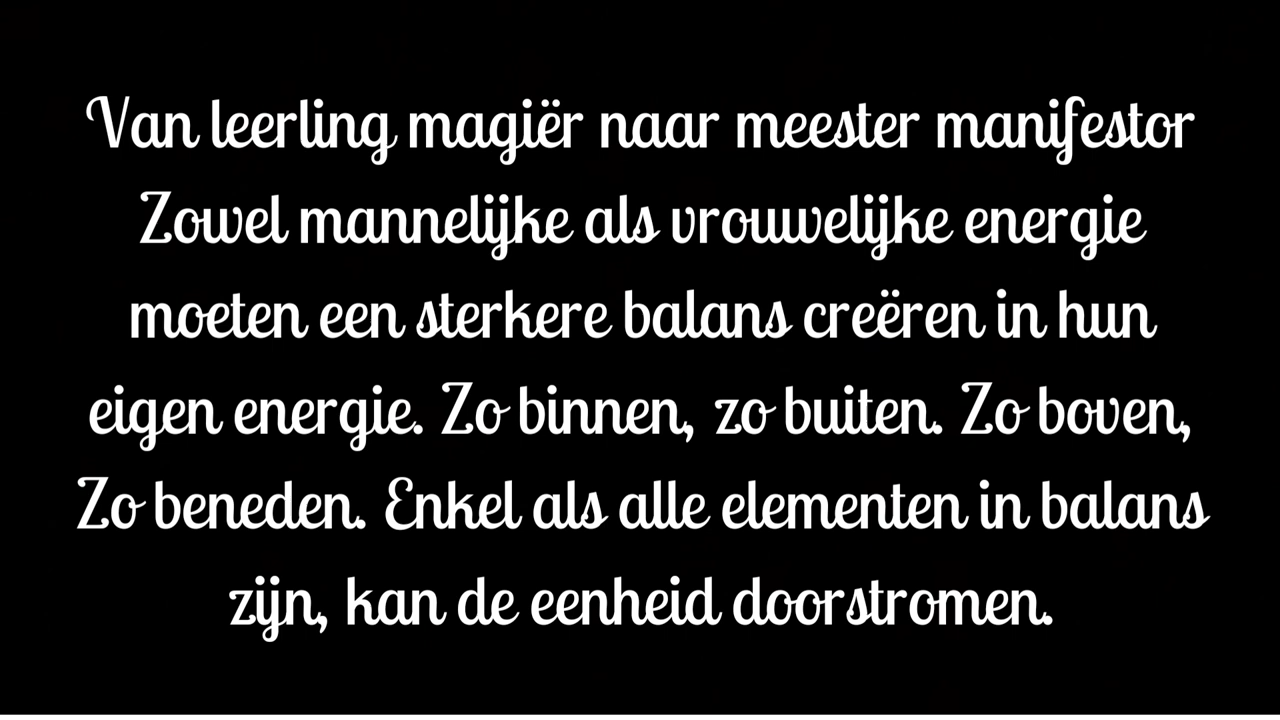 Van leerling magiër naar meester manifestor
Zowel mannelijke als vrouwelijke energie
moeten een sterkere balans creëren in hun
eigen energie. Zo binnen, zo buiten. Zo boven,
Zo beneden. Enkel als alle elementen in balans
zijn, kan de eenheid doorstromen.